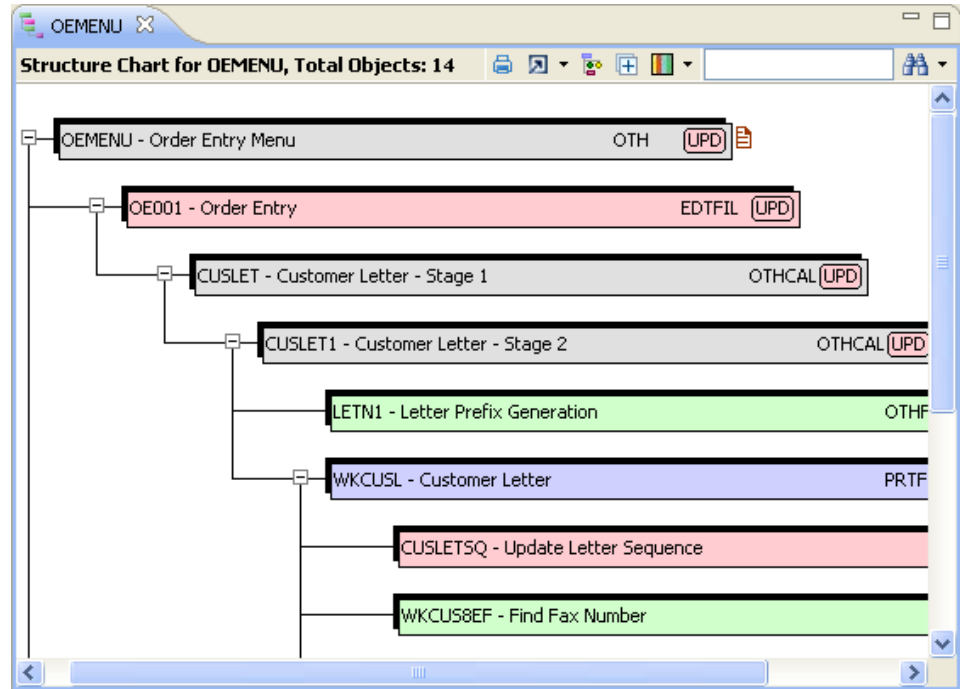 OEMENU
Structure Chart for OEMENU, Total Objects: 14
OEMENU - Order Entry Menu OTH UPD
OE001 - Order Entry EDTFIL UPD
CUSLET - Customer Letter - Stage 1 OTHCAL UPD
CUSLET1 - Customer Letter - Stage 2 OTHCAL UPD
LETN1 - Letter Prefix Generation OTHF
WKCUSL - Customer Letter PRTF
CUSLETSQ - Update Letter Sequence
WKCUS8EF - Find Fax Number